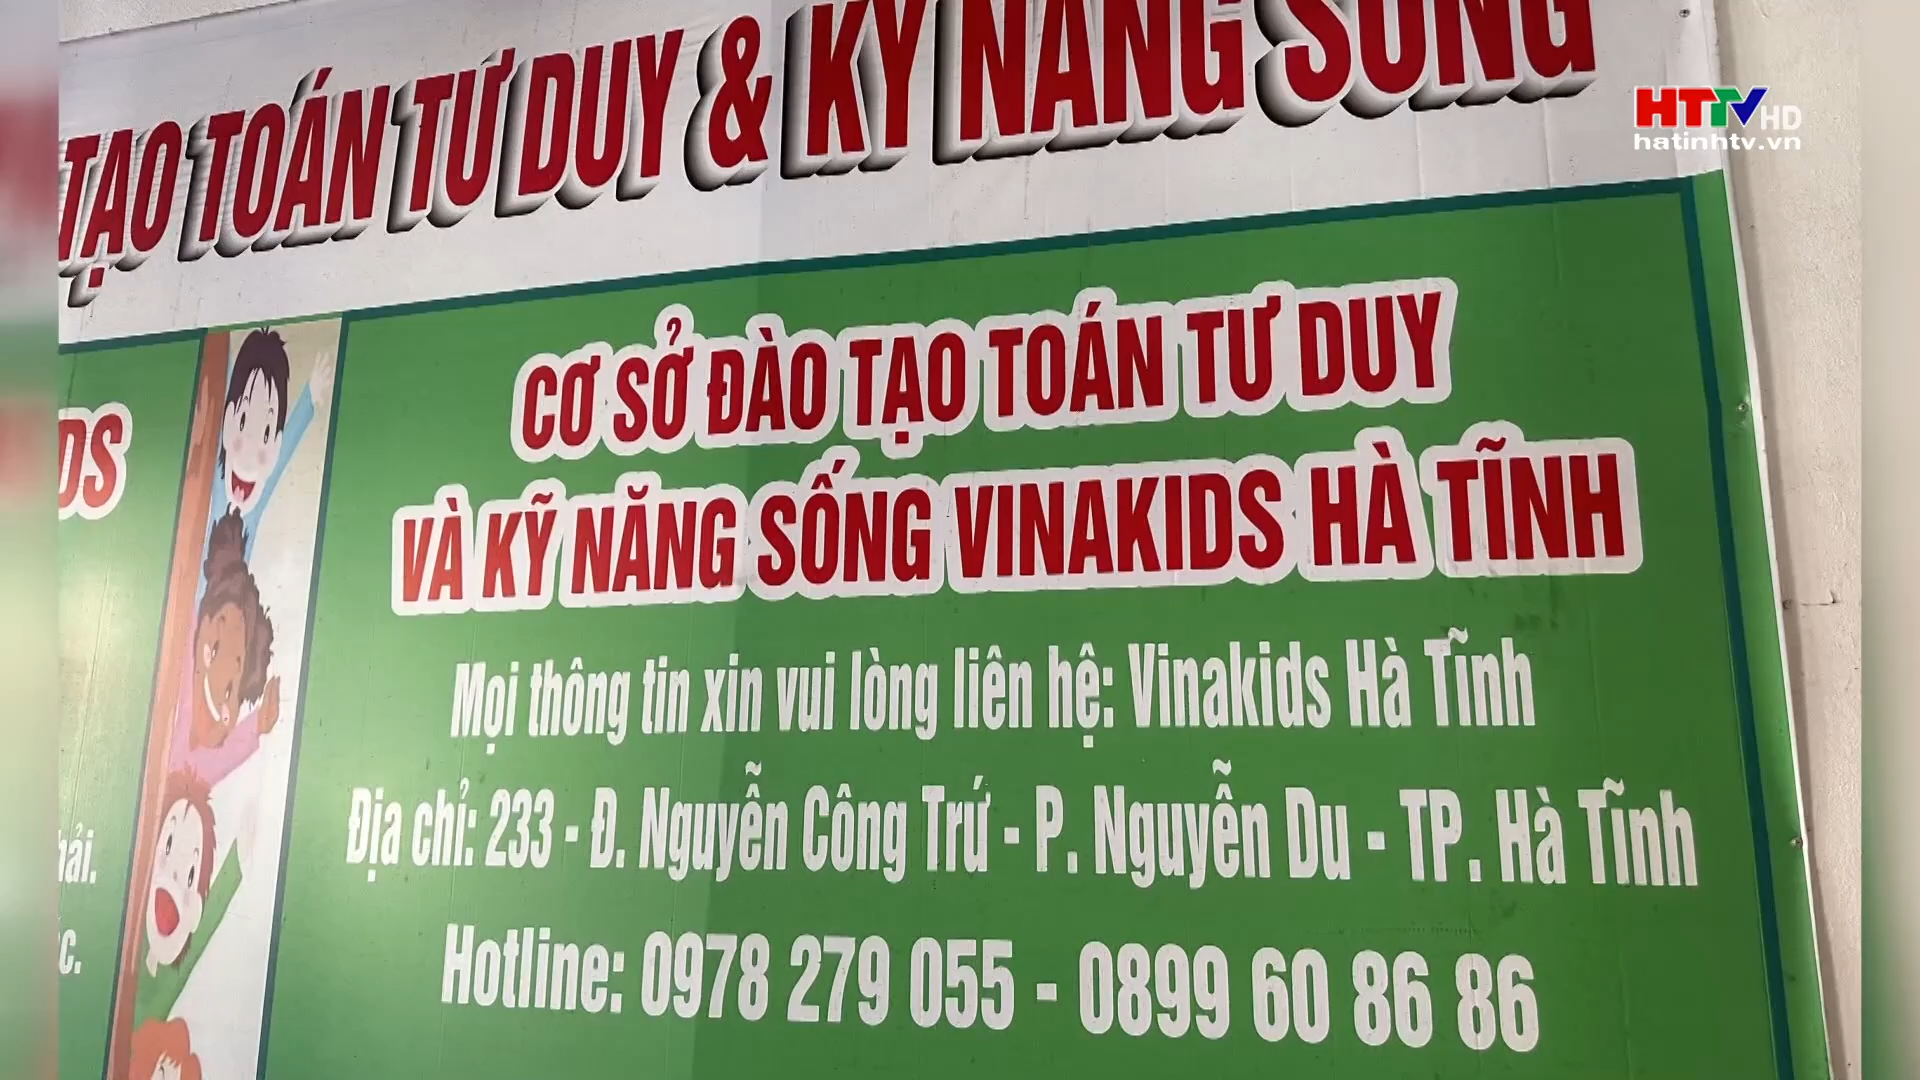 TẠO TOÁN TƯ DUY & KỸ NĂNG SỐNG
HTTV HD
hatinhtv.vn
CƠ SỞ ĐÀO TẠO TOÁN TƯ DUY
VÀ KỸ NĂNG SỐNG VINAKIDS HÀ TĨNH
Mọi thông tin xin vui lòng liên hệ: Vinakids Hà Tĩnh
Địa chỉ: 233 - Đ. Nguyễn Công Trứ - P. Nguyễn Du - TP. Hà Tĩnh
Hotline: 0978 279 055 - 0899 60 86 86